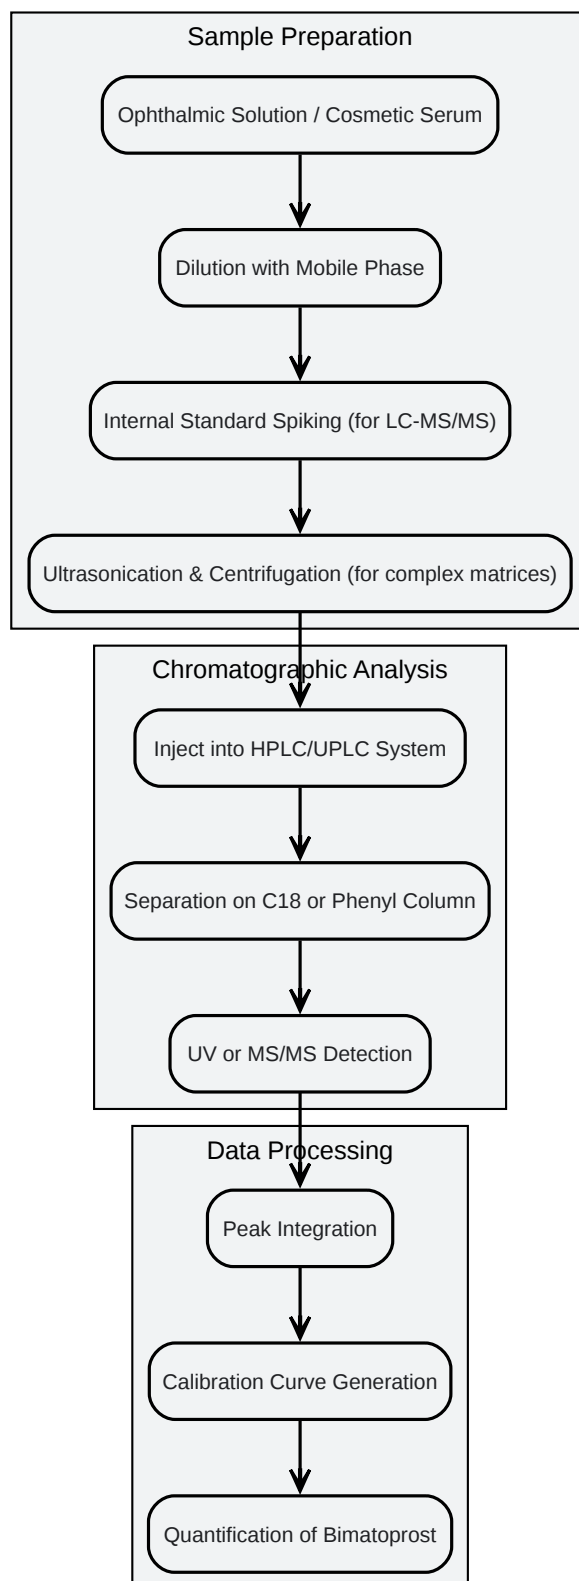 Sample Preparation
Ophthalmic Solution / Cosmetic Serum
Dilution with Mobile Phase
Internal Standard Spiking (for LC-MS/MS)
Ultrasonication & Centrifugation (for complex matrices)
Chromatographic Analysis
Inject into HPLC/UPLC System
Separation on C18 or Phenyl Column
UV or MS/MS Detection
Data Processing
Peak Integration
Calibration Curve Generation
Quantification of Bimatoprost